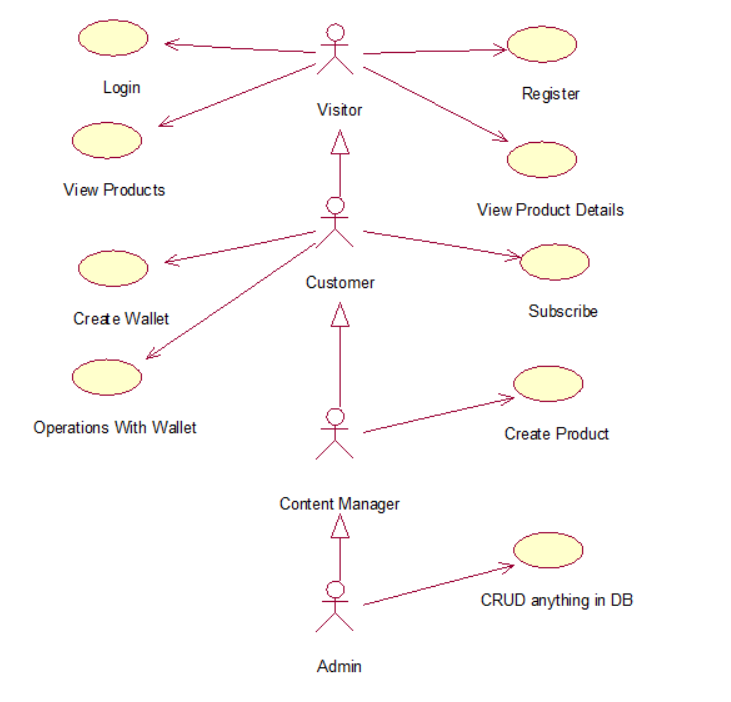 Login
Register
Visitor
View Products
View Product Details
Customer
Create Wallet
Subscribe
Operations With Wallet
Create Product
Content Manager
CRUD anything in DB
Admin